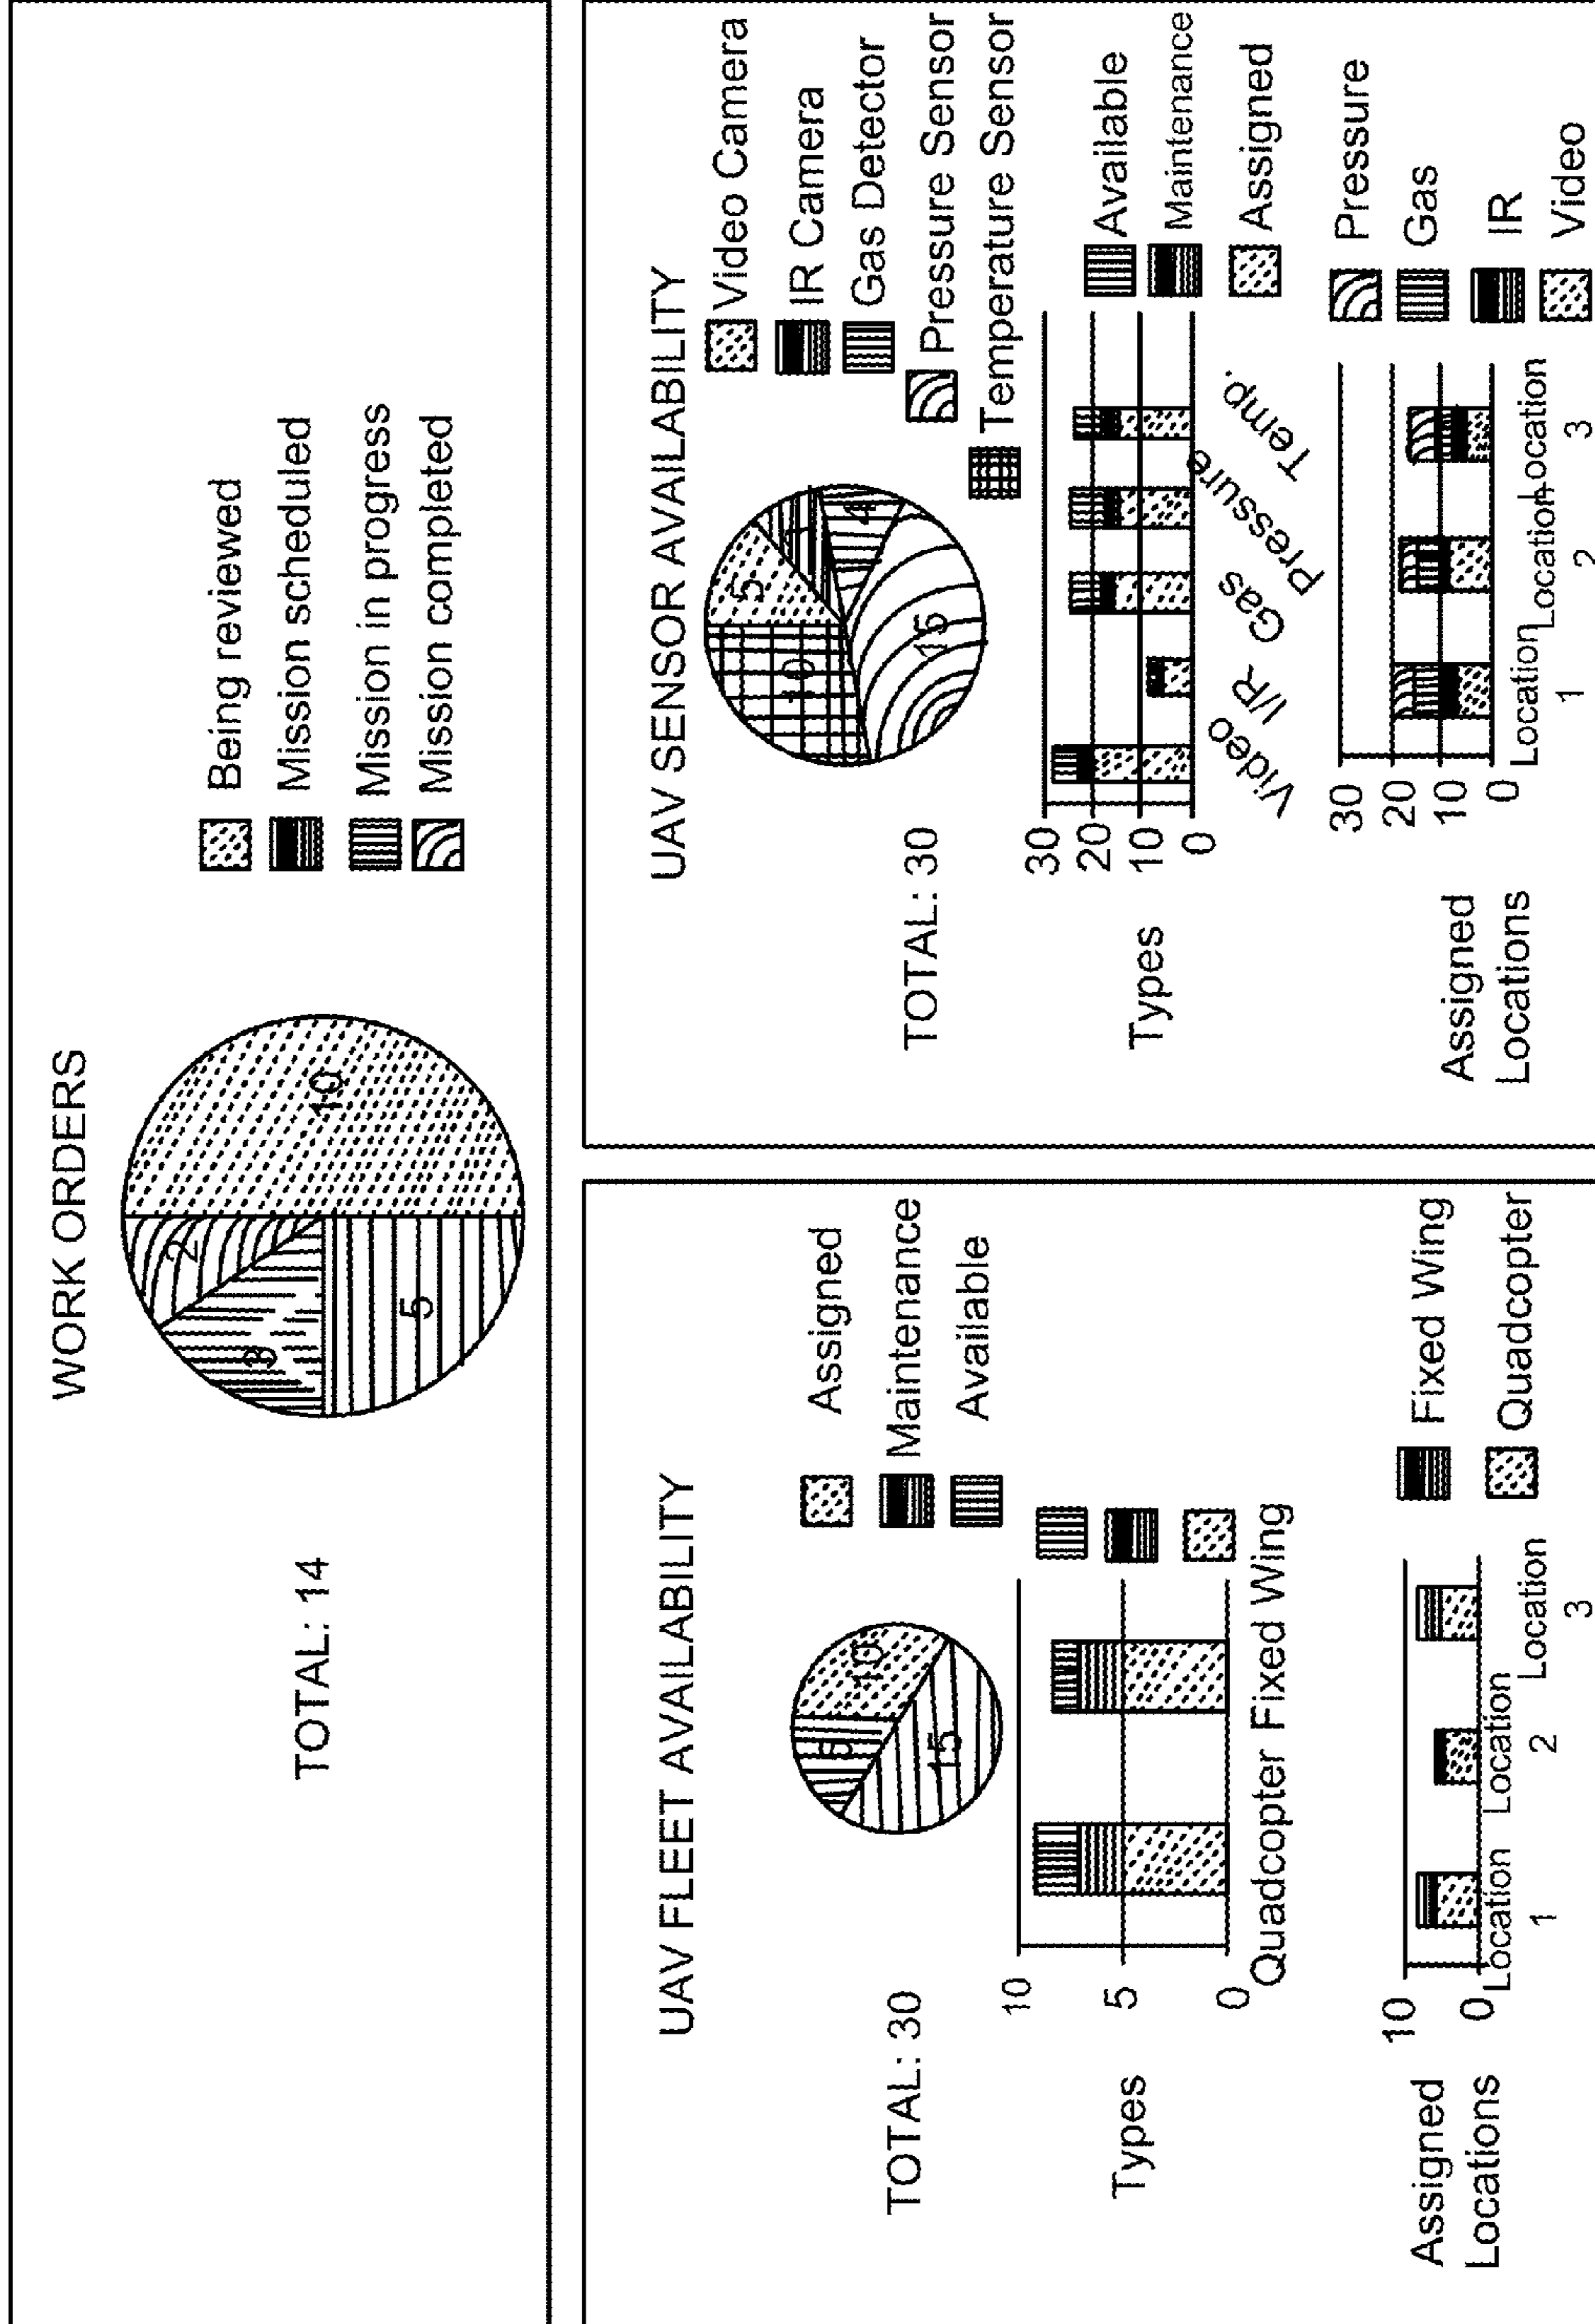 WORK ORDERS
TOTAL: 14
10
5
3
2
Being reviewed
Mission scheduled
Mission in progress
Mission completed
UAV FLEET AVAILABILITY
TOTAL: 30
10
15
5
Assigned
Maintenance
Available
Types
10
5
0
Quadcopter Fixed Wing
Assigned
Locations
10
0
Location Location Location
1 2 3
Fixed Wing
Quadcopter
UAV SENSOR AVAILABILITY
TOTAL: 30
5
4
15
10
Video Camera
IR Camera
Gas Detector
Pressure Sensor
Temperature Sensor
Types
30
20
10
0
Video I/R Gas Pressure Temp.
Available
Maintenance
Assigned
Assigned
Locations
30
20
10
0
Location Location Location
1 2 3
Pressure
Gas
IR
Video